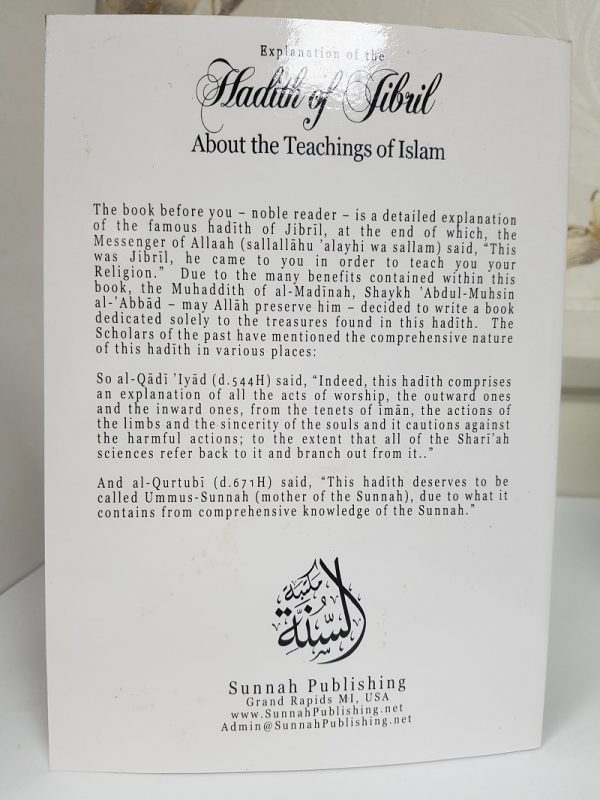 Explanation of the
Hadith of Jibril
About the Teachings of Islam
The book before you – noble reader – is a detailed explanation
of the famous hadīth of Jibrīl, at the end of which, the
Messenger of Allaah (sallallāhu 'alayhi wa sallam) said, “This
was Jibrīl, he came to you in order to teach you your
Religion.” Due to the many benefits contained within this
book, the Muhaddith of al-Madīnah, Shaykh 'Abdul-Muhsin
al-'Abbād – may Allāh preserve him – decided to write a book
dedicated solely to the treasures found in this hadīth. The
Scholars of the past have mentioned the comprehensive nature
of this hadīth in various places:
So al-Qādī 'Iyād (d.544H) said, “Indeed, this hadīth comprises
an explanation of all the acts of worship, the outward ones
and the inward ones, from the tenets of īmān, the actions of
the limbs and the sincerity of the souls and it cautions against
the harmful actions; to the extent that all of the Sharī'ah
sciences refer back to it and branch out from it..”
And al-Qurtubī (d.671H) said, “This hadīth deserves to be
called Ummus-Sunnah (mother of the Sunnah), due to what it
contains from comprehensive knowledge of the Sunnah.”
مكتبة
السنة
Sunnah Publishing
Grand Rapids MI, USA
www.SunnahPublishing.net
Admin@SunnahPublishing.net